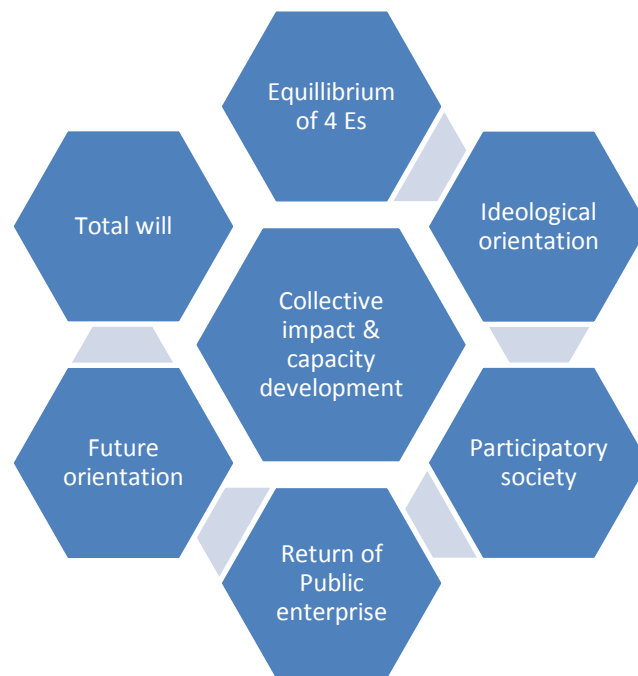 Equillibrium
of 4 Es
Ideological
orientation
Total will
Collective
impact &
capacity
development
Participatory
society
Future
orientation
Return of
Public
enterprise